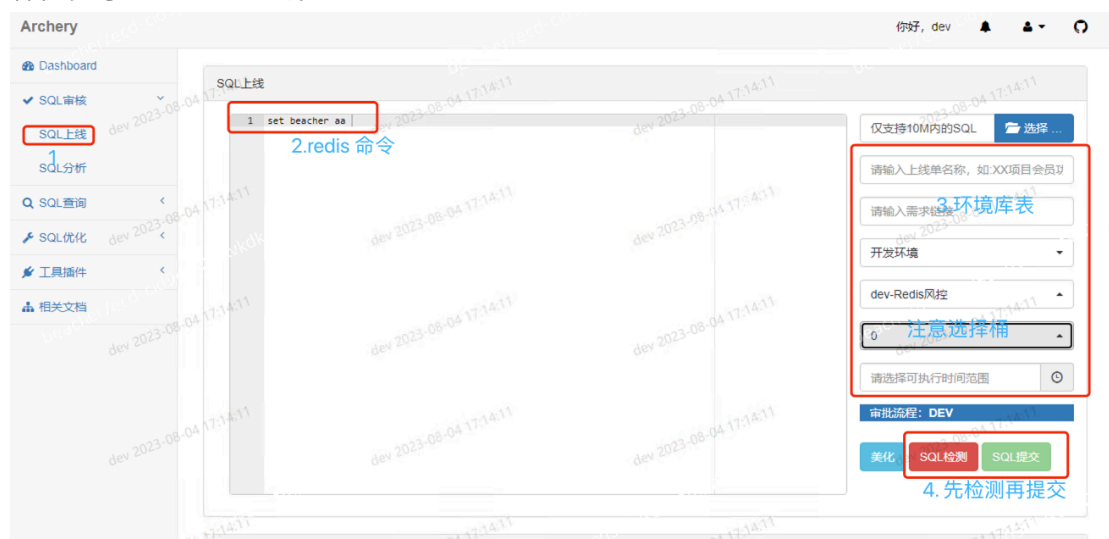 Archery
你好，dev
Dashboard
SQL审核
SQL上线
1
SQL分析
SQL查询
SQL优化
工具插件
相关文档
SQL上线
1 set beacher aa
2.redis 命令
仅支持10M内的SQL
选择 ...
请输入上线单名称，如:XX项目会员功
请输入需求链接
3.环境库表
开发环境
dev-Redis风控
0
注意选择桶
请选择可执行时间范围
审批流程：DEV
美化
SQL检测
SQL提交
4. 先检测再提交
dev 2023-08-04 17:14:11